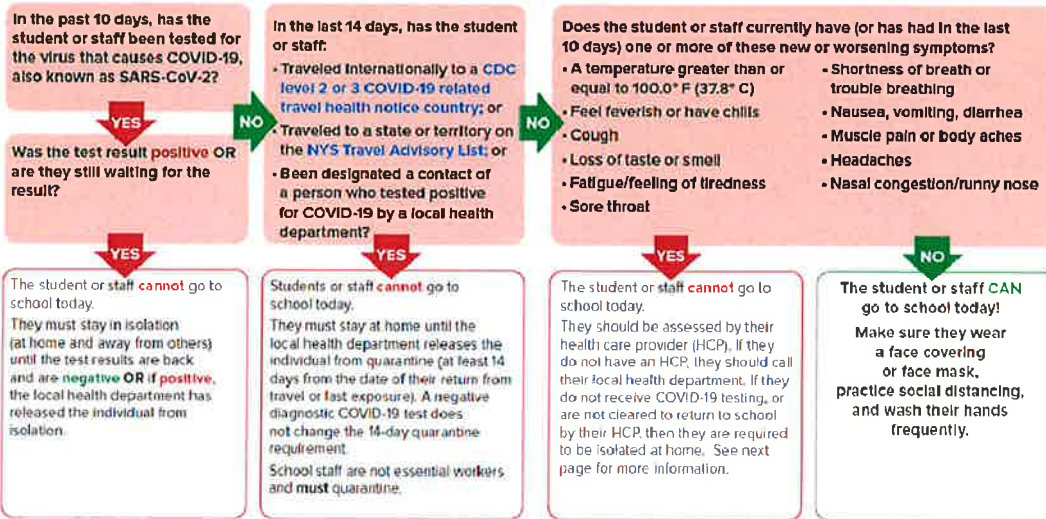 In the past 10 days, has the
student or staff been tested for
the virus that causes COVID-19,
also known as SARS-CoV-2?
YES
Was the test result positive OR
are they still waiting for the
result?
YES
The student or staff cannot go to
school today.
They must stay in isolation
(at home and away from others)
until the test results are back
and are negative OR if positive,
the local health department has
released the individual from
isolation.
NO
In the last 14 days, has the student
or staff:
• Traveled internationally to a CDC
level 2 or 3 COVID-19 related
travel health notice country; or
• Traveled to a state or territory on
the NYS Travel Advisory List; or
• Been designated a contact of
a person who tested positive
for COVID-19 by a local health
department?
YES
Students or staff cannot go to
school today.
They must stay at home until the
local health department releases the
individual from quarantine (at least 14
days from the date of their return from
travel or last exposure). A negative
diagnostic COVID-19 test does
not change the 14-day quarantine
requirement.
School staff are not essential workers
and must quarantine.
NO
Does the student or staff currently have (or has had in the last
10 days) one or more of these new or worsening symptoms?
• A temperature greater than or
equal to 100.0° F (37.8° C)
• Feel feverish or have chills
• Cough
• Loss of taste or smell
• Fatigue/feeling of tiredness
• Sore throat
• Shortness of breath or
trouble breathing
• Nausea, vomiting, diarrhea
• Muscle pain or body aches
• Headaches
• Nasal congestion/runny nose
YES
The student or staff cannot go to
school today.
They should be assessed by their
health care provider (HCP). If they
do not have an HCP, they should call
their local health department. If they
do not receive COVID-19 testing, or
are not cleared to return to school
by their HCP, then they are required
to be isolated at home. See next
page for more information.
NO
The student or staff CAN
go to school today!
Make sure they wear
a face covering
or face mask,
practice social distancing,
and wash their hands
frequently.